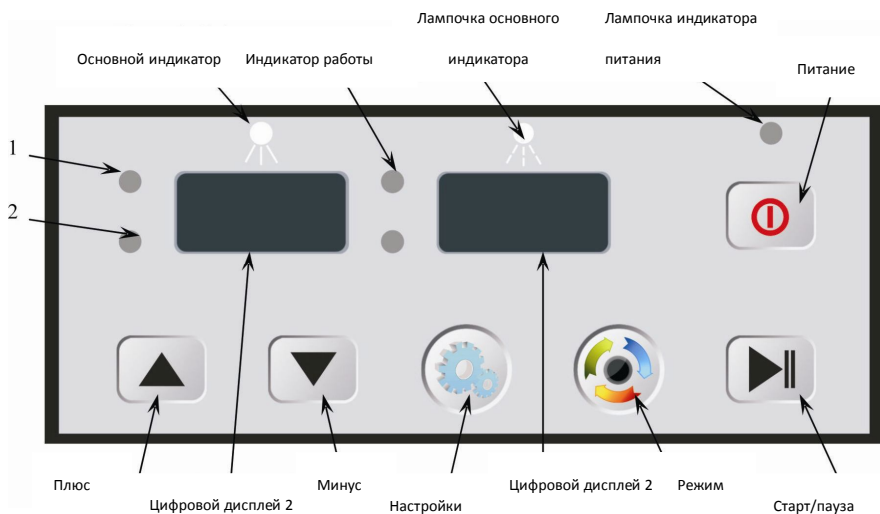 Лампочка основного
индикатора
Лампочка индикатора
питания
Основной индикатор
Индикатор работы
Питание
1
2
Плюс
Цифровой дисплей 2
Минус
Настройки
Цифровой дисплей 2
Режим
Старт/пауза